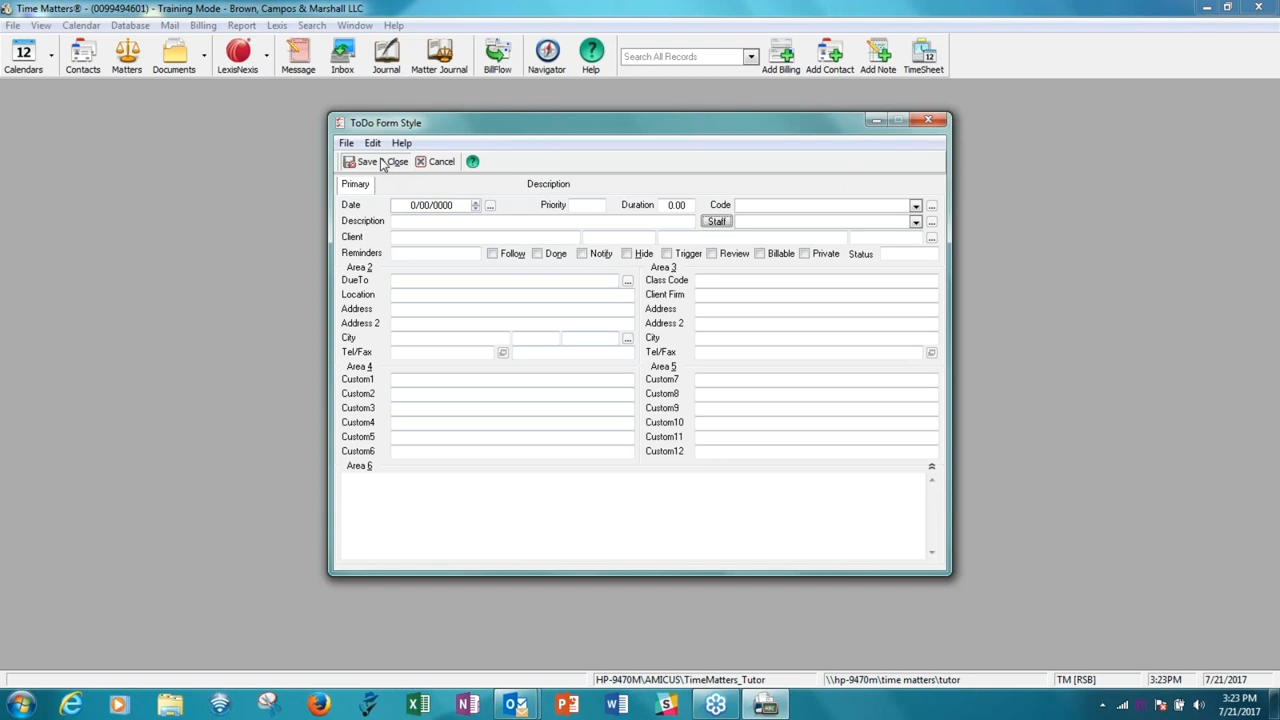 Time Matters® - (0099494601) - Training Mode - Brown, Campos & Marshall LLC
File View Calendar Database Mail Billing Report Lexis Search Window Help
12
Calendars Contacts Matters Documents LexisNexis Message Inbox Journal Matter Journal BillFlow Navigator Help Search All Records Add Billing Add Contact Add Note TimeSheet
ToDo Form Style
File Edit Help
Save Close Cancel
Primary Description
Date 0/00/0000 ... Priority Duration 0.00 Code ...
Description Staff ...
Client ...
Reminders Follow Done Notify Hide Trigger Review Billable Private Status
Area 2 Area 3
DueTo ... Class Code
Location Client Firm
Address Address
Address 2 Address 2
City ... City
Tel/Fax Tel/Fax
Area 4 Area 5
Custom1 Custom7
Custom2 Custom8
Custom3 Custom9
Custom4 Custom10
Custom5 Custom11
Custom6 Custom12
Area 6
HP-9470M\AMICUS\TimeMatters_Tutor \\hp-9470m\time matters\tutor TM [RSB] 3:23PM 7/21/2017
3:23 PM
7/21/2017